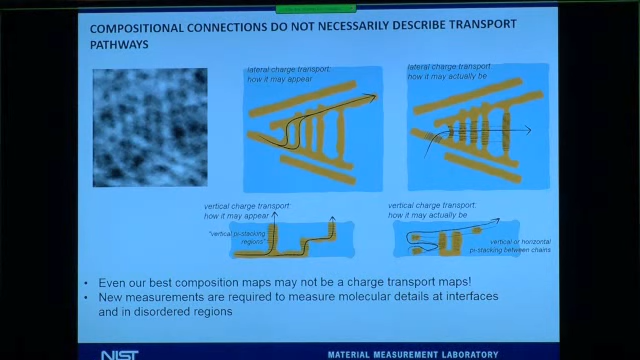 COMPOSITIONAL CONNECTIONS DO NOT NECESSARILY DESCRIBE TRANSPORT
PATHWAYS
lateral charge transport:
how it may appear
lateral charge transport:
how it may actually be
vertical charge transport:
how it may appear
"vertical pi-stacking
regions"
vertical charge transport:
how it may actually be
vertical or horizontal
pi-stacking between chains
• Even our best composition maps may not be a charge transport maps!
• New measurements are required to measure molecular details at interfaces
and in disordered regions
NIST
MATERIAL MEASUREMENT LABORATORY